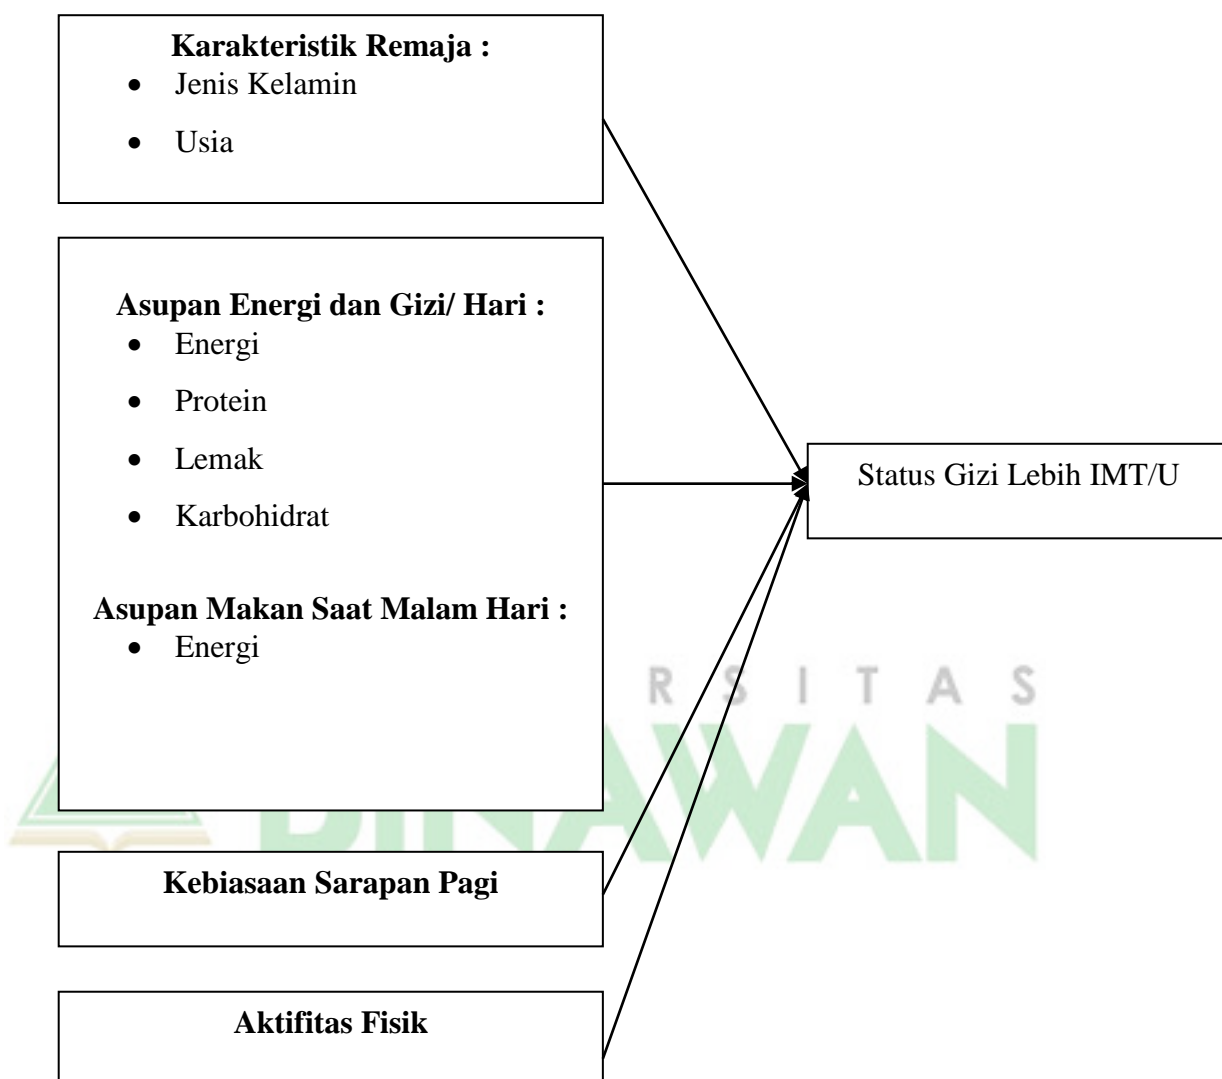 Karakteristik Remaja :
• Jenis Kelamin
• Usia
Asupan Energi dan Gizi/ Hari :
• Energi
• Protein
• Lemak
• Karbohidrat
Asupan Makan Saat Malam Hari :
• Energi
Status Gizi Lebih IMT/U
R S I T A S
DINAWAN
Kebiasaan Sarapan Pagi
Aktifitas Fisik